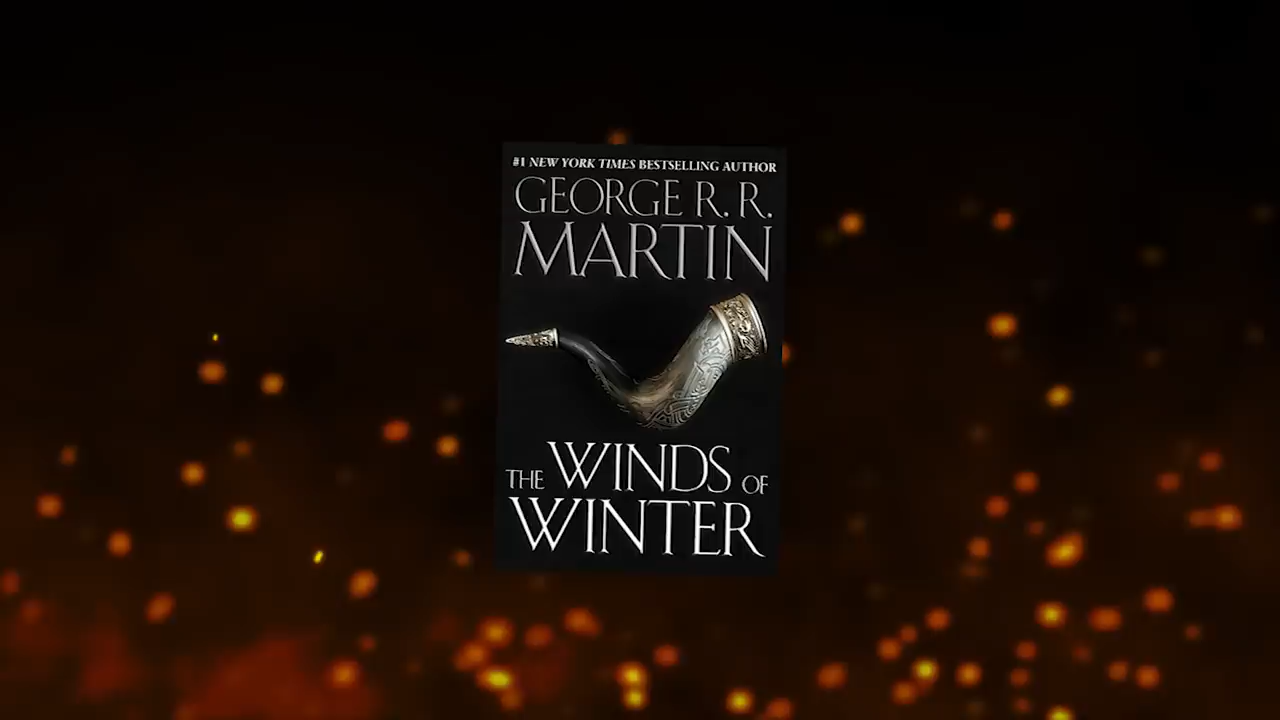 #1 NEW YORK TIMES BESTSELLING AUTHOR
GEORGE R. R.
MARTIN
THE WINDS OF
WINTER